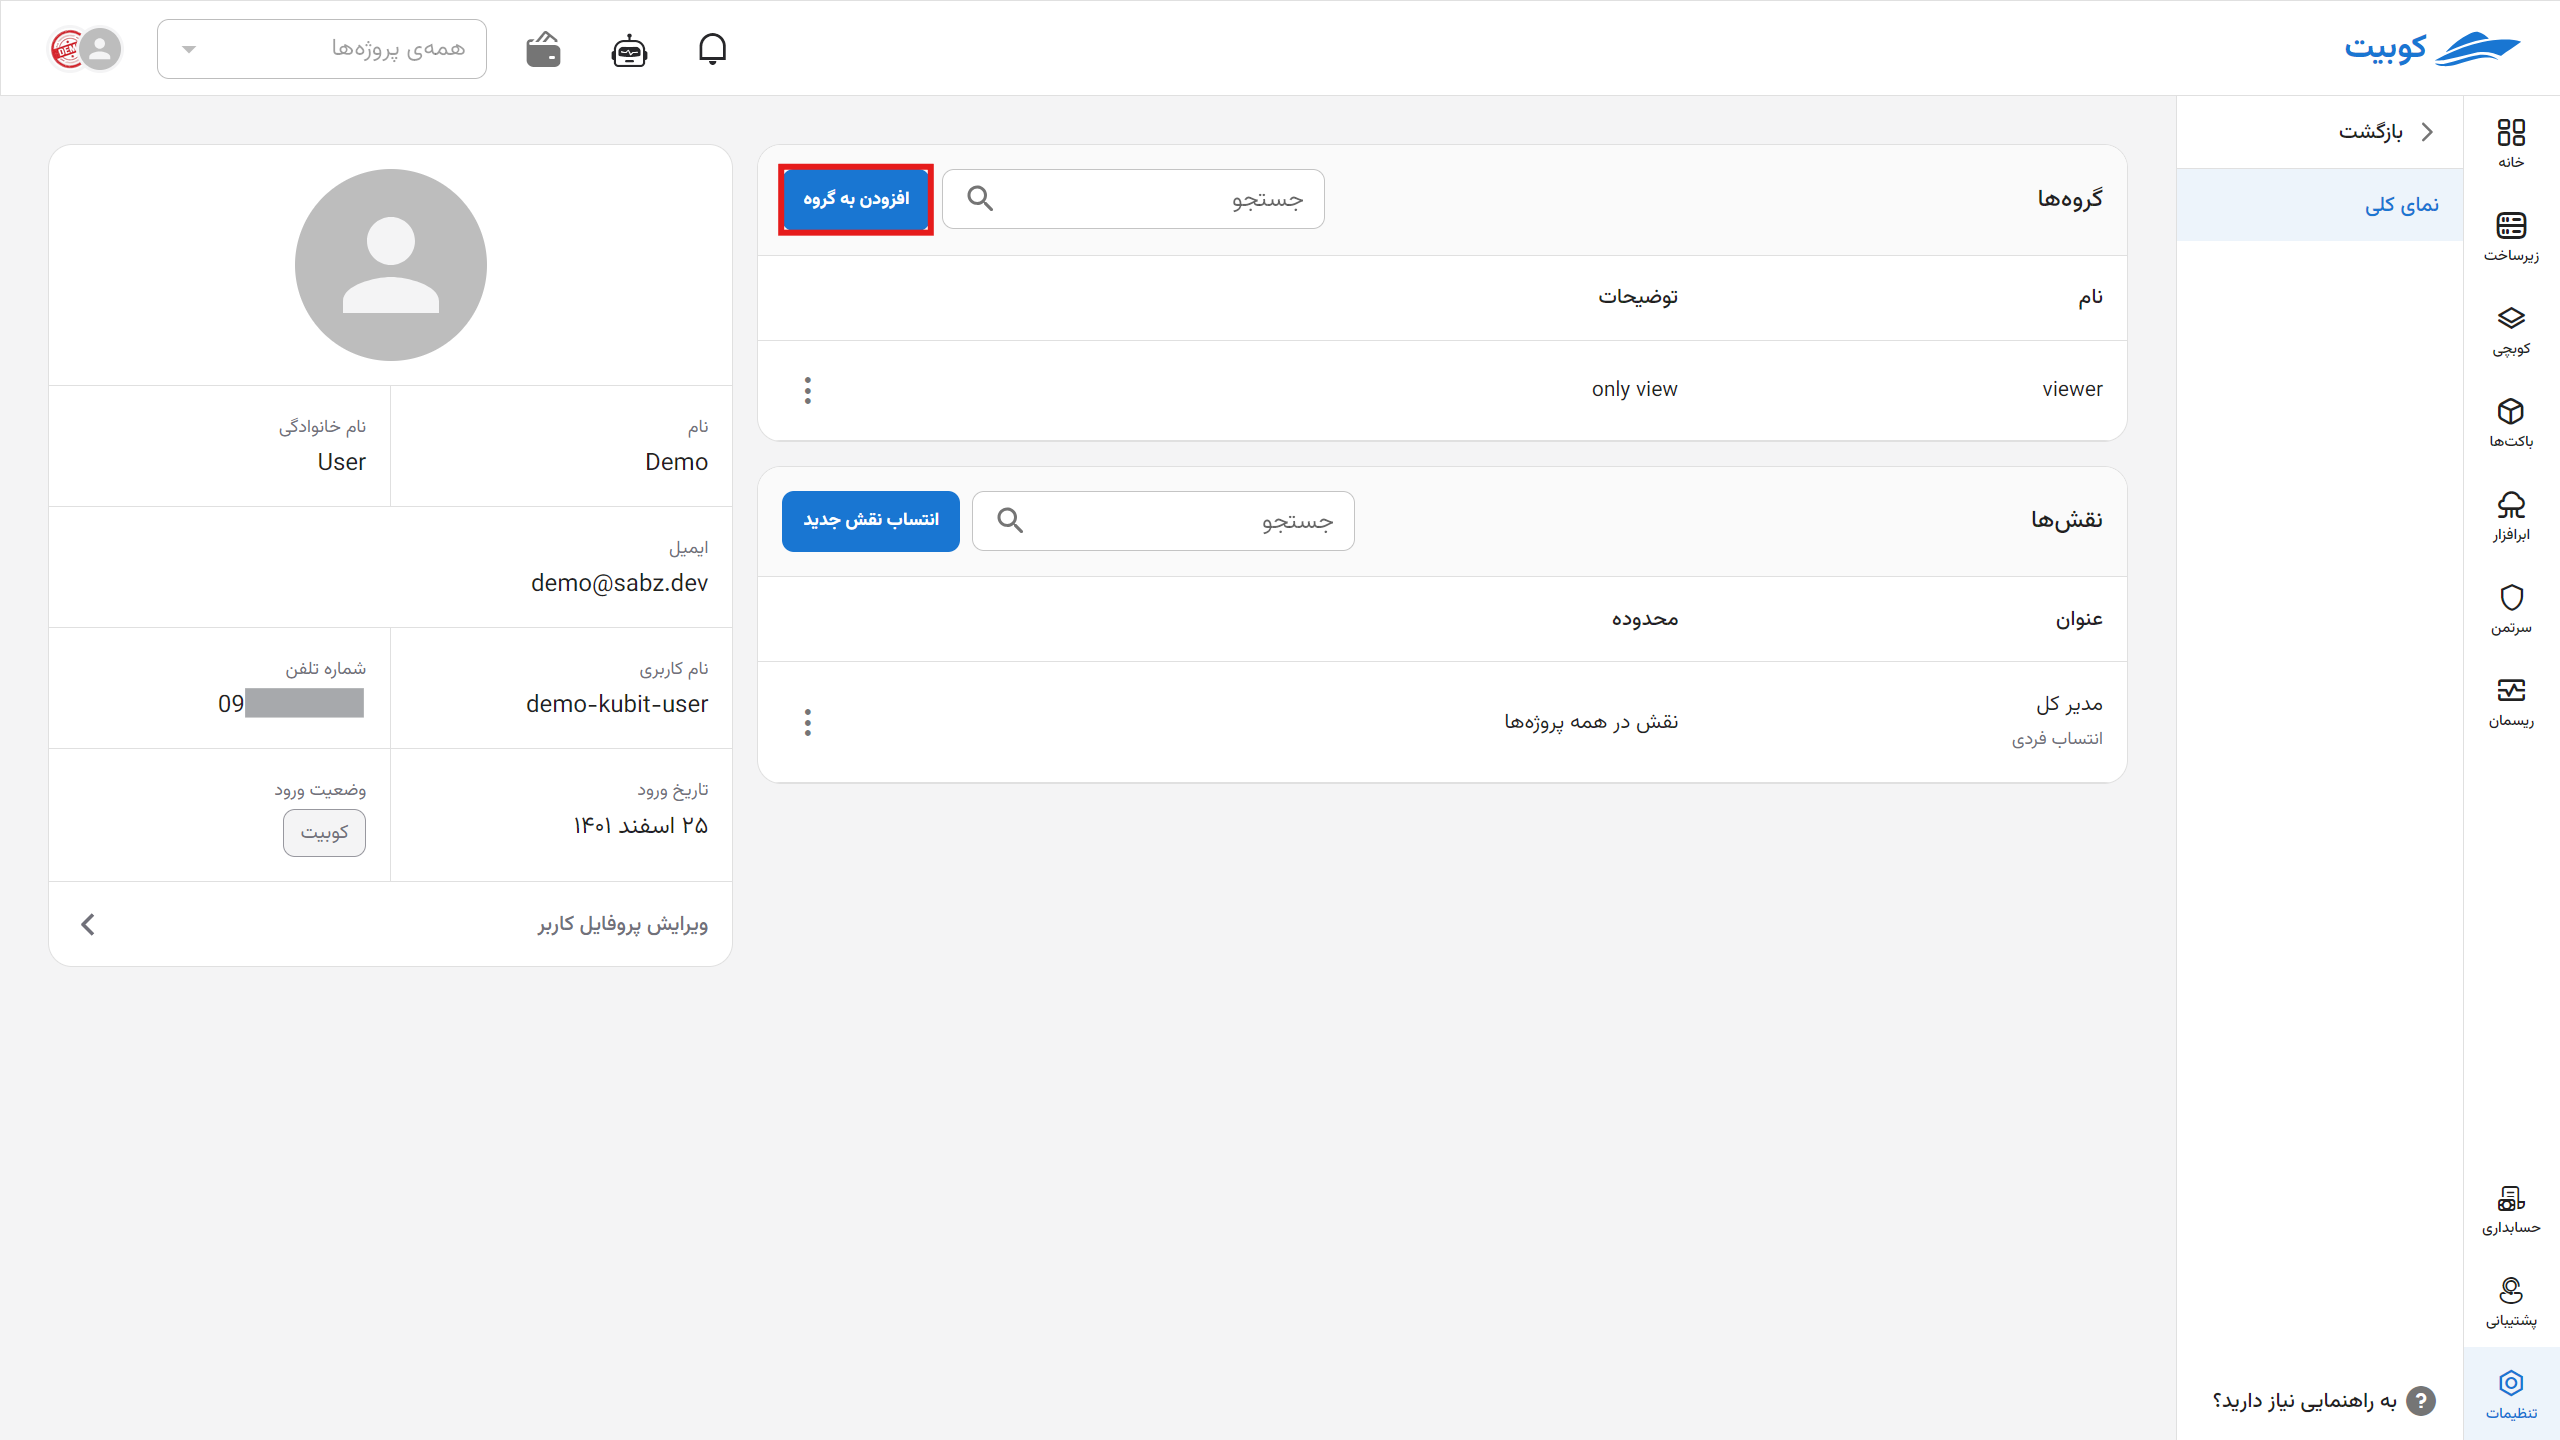 کوبیت
همه‌ی پروژه‌ها
DEMO
بازگشت
نمای کلی
خانه
زیرساخت
کوبچی
باکت‌ها
ابرافزار
سرتمن
ریسمان
حسابداری
پشتیبانی
تنظیمات
به راهنمایی نیاز دارید؟
گروه‌ها
جستجو
افزودن به گروه
نام
توضیحات
viewer
only view
نقش‌ها
جستجو
انتساب نقش جدید
عنوان
محدوده
مدیر کل
انتساب فردی
نقش در همه پروژه‌ها
نام
Demo
نام خانوادگی
User
ایمیل
demo@sabz.dev
نام کاربری
demo-kubit-user
شماره تلفن
09
تاریخ ورود
۲۵ اسفند ۱۴۰۱
وضعیت ورود
کوبیت
ویرایش پروفایل کاربر